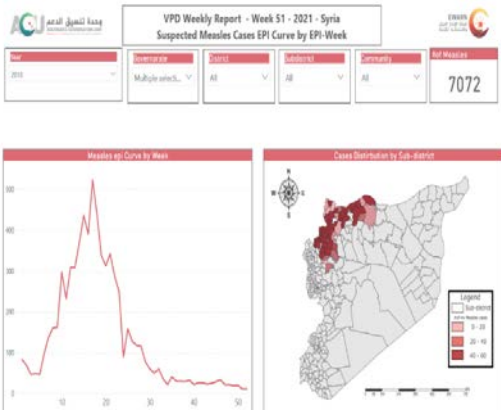 وحدة تنسيق الدعم
ACU
VPD Weekly Report - Week 51 - 2021 - Syria
Suspected Measles Cases EPI Curve by EPI-Week
EWARN
Year
Governorate
District
Subdistrict
Community
# of Measles
Multiple selecti...
All
All
All
7072
Measles epi Curve by Week
Cases Distribution by Sub-district
N
S
500
400
300
200
100
0
10
20
30
40
50
Legend
Sub-district
0 - 20
20 - 40
40 - 60